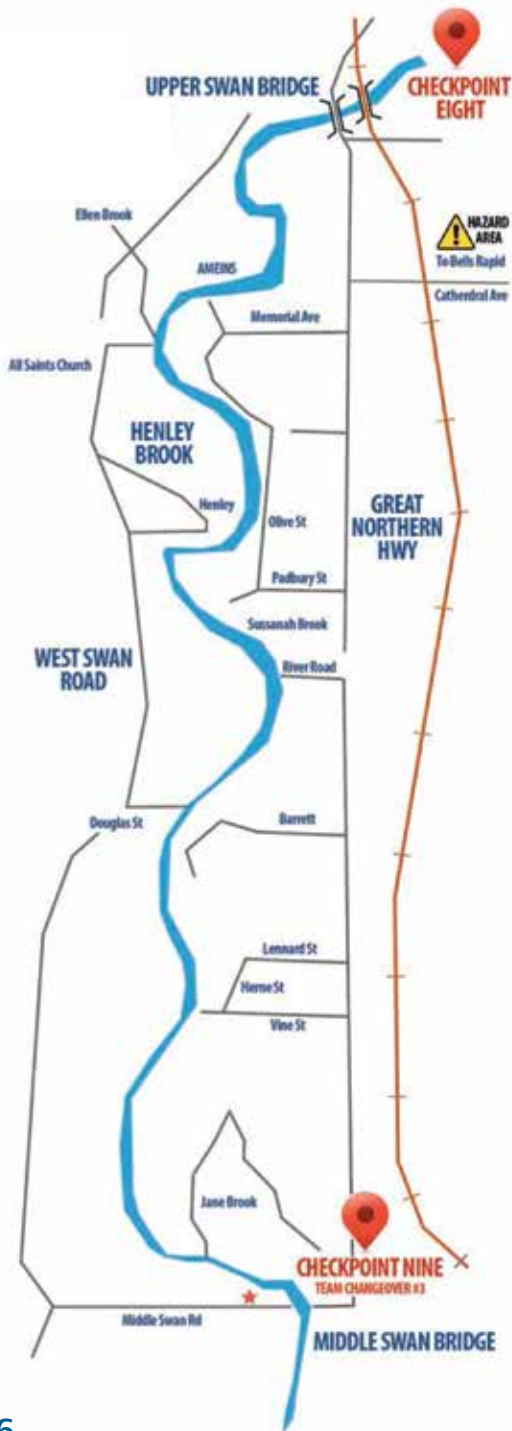 UPPER SWAN BRIDGE
CHECKPOINT
EIGHT
Ellen Brook
HAZARD
AREA
To Bells Rapid
AMEINS
Catherdral Ave
Memorial Ave
All Saints Church
HENLEY
BROOK
Henley
Olive St
GREAT
NORTHERN
HWY
Padbury St
Sussanah Brook
WEST SWAN
ROAD
River Road
Douglas St
Barrett
Lennard St
Herne St
Vine St
Jane Brook
CHECKPOINT NINE
TEAM CHANGEOVER #3
Middle Swan Rd
MIDDLE SWAN BRIDGE